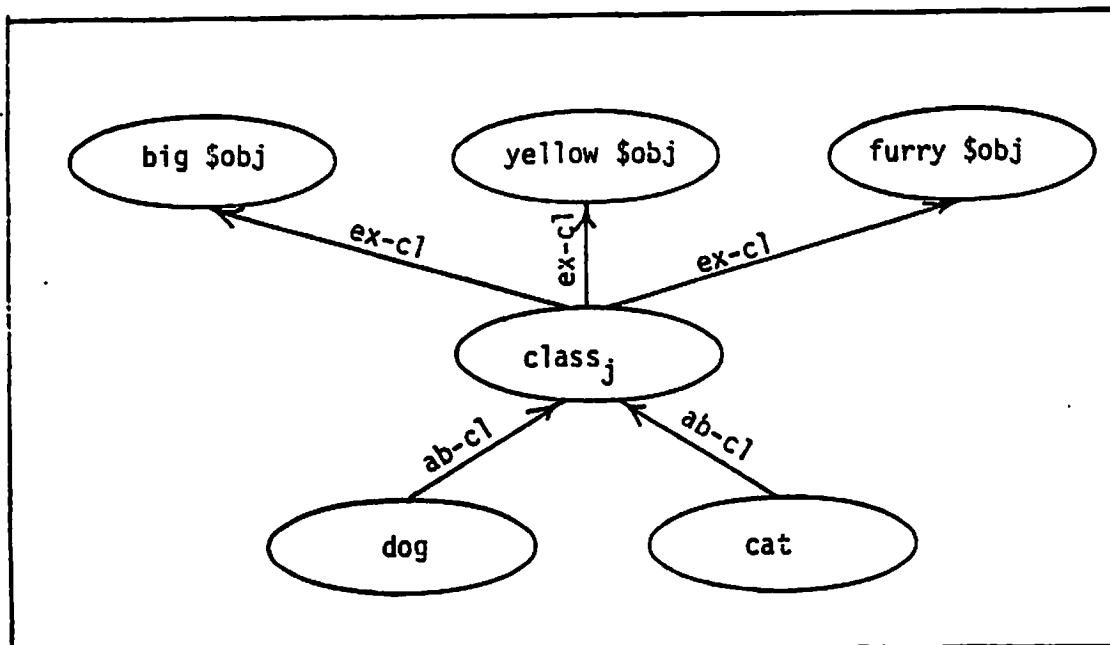 big $obj
yellow $obj
furry $obj
ex-cl
ex-cl
ex-cl
class_j
ab-cl
ab-cl
dog
cat